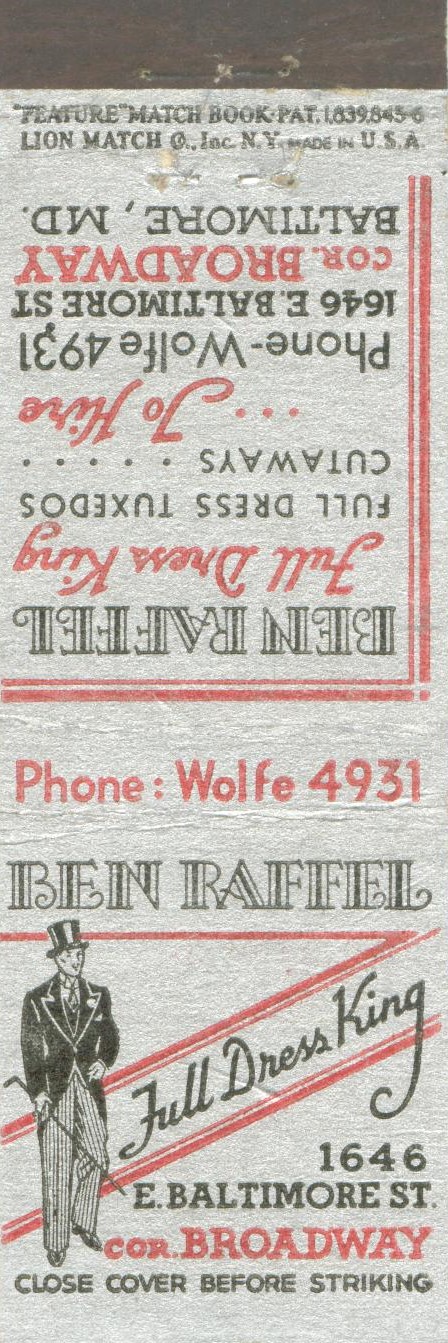 "FEATURE" MATCH BOOK-PAT. 1,839,845-6
LION MATCH Co., Inc. N.Y. MADE IN U.S.A.
BEN RAFFEL
Full Dress King
FULL DRESS TUXEDOS
CUTAWAYS . . . . . .
... To Hire
Phone-Wolfe 4931
1646 E. BALTIMORE ST
COR. BROADWAY
BALTIMORE, MD.
Phone: Wolfe 4931
BEN RAFFEL
Full Dress King
1646
E. BALTIMORE ST.
COR. BROADWAY
CLOSE COVER BEFORE STRIKING